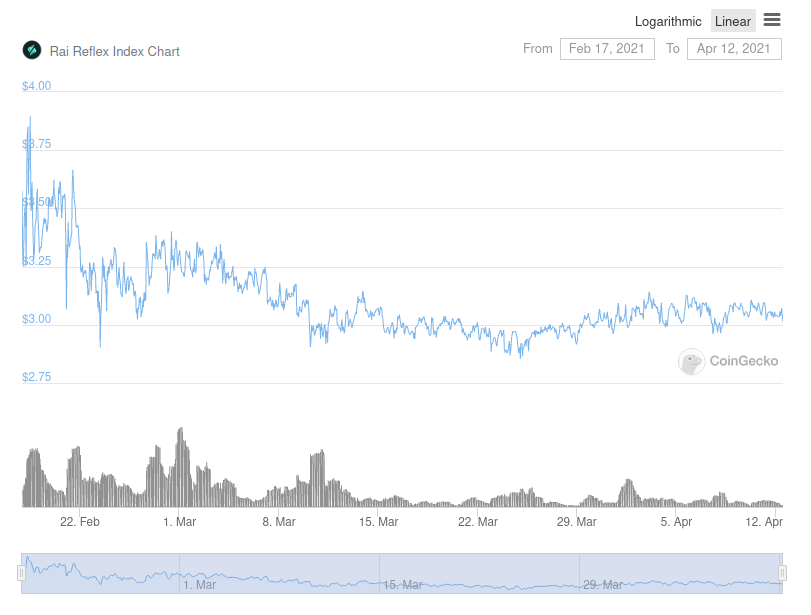 Logarithmic Linear
Rai Reflex Index Chart
From Feb 17, 2021 To Apr 12, 2021
$4.00
$3.75
$3.50
$3.25
$3.00
$2.75
CoinGecko
22. Feb 1. Mar 8. Mar 15. Mar 22. Mar 29. Mar 5. Apr 12. Apr
1. Mar 15. Mar 29. Mar